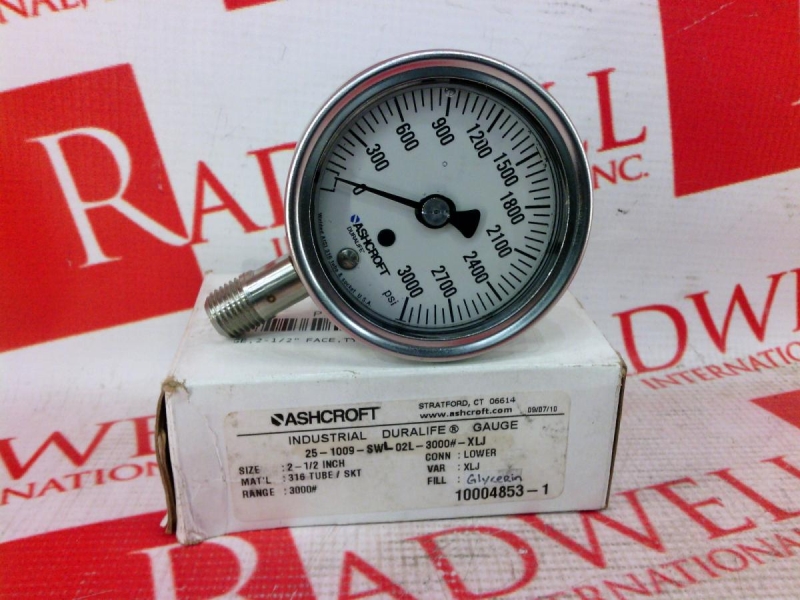 RADWELL
INTERNATIONAL, INC.
0
300
600
900
1200
1500
1800
2100
2400
2700
3000
psi
ASHCROFT
DURALIFE®
ASHCROFT
STRATFORD, CT 06614
www.ashcroft.com
09/07/10
INDUSTRIAL DURALIFE® GAUGE
25-1009-SWL 02L-3000#-XLJ
SIZE : 2-1/2 INCH
CONN : LOWER
MAT'L : 316 TUBE / SKT
VAR : XLJ
RANGE : 3000#
FILL : Glycerin
10004853-1
RADWELL
INTERNATIONAL
RADWELL
INTERNATIONAL, INC.